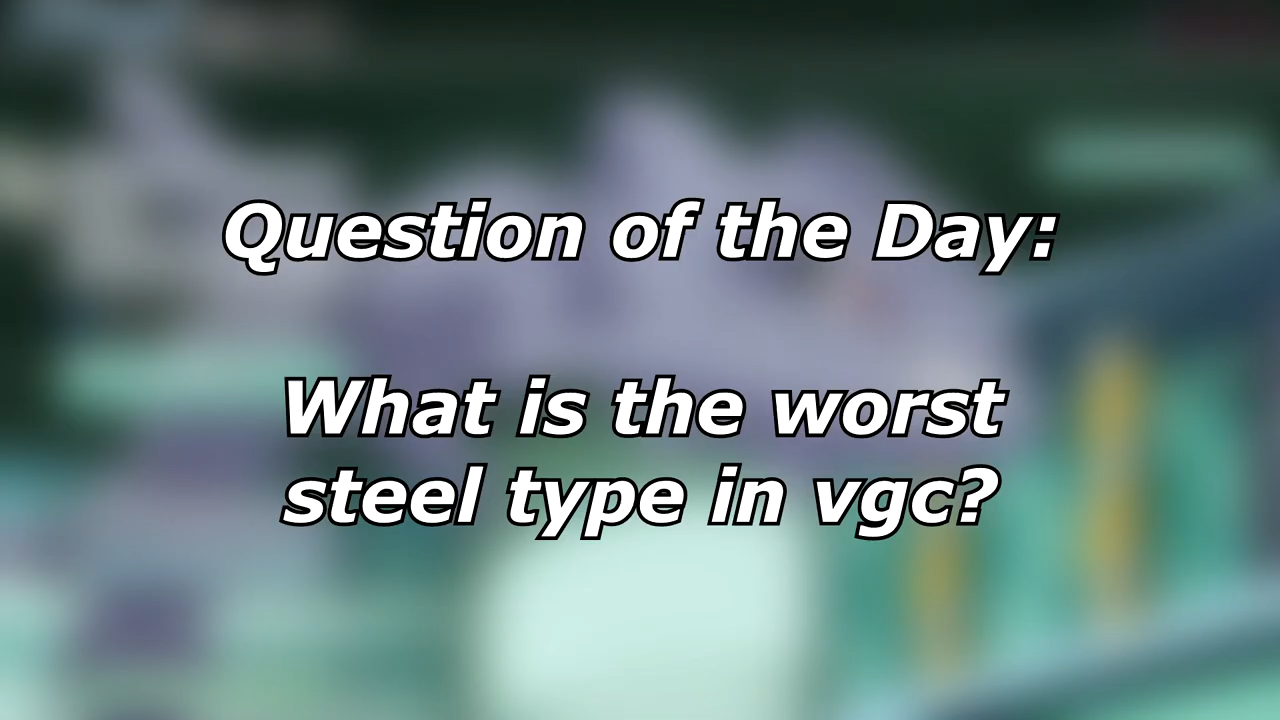 Question of the Day:
What is the worst
steel type in vgc?